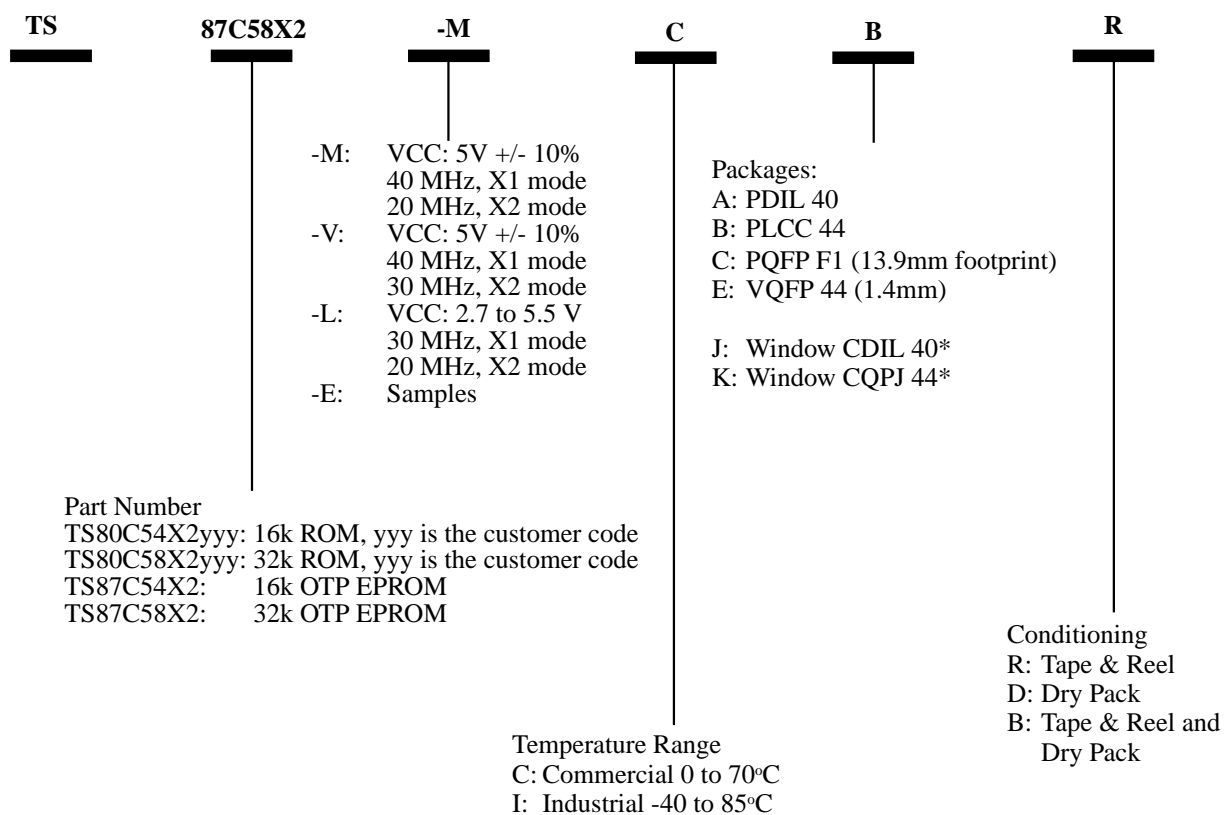 TS 87C58X2 -M C B R
-M: VCC: 5V +/- 10%
40 MHz, X1 mode
20 MHz, X2 mode
-V: VCC: 5V +/- 10%
40 MHz, X1 mode
30 MHz, X2 mode
-L: VCC: 2.7 to 5.5 V
30 MHz, X1 mode
20 MHz, X2 mode
-E: Samples
Packages:
A: PDIL 40
B: PLCC 44
C: PQFP F1 (13.9mm footprint)
E: VQFP 44 (1.4mm)
J: Window CDIL 40*
K: Window CQPJ 44*
Part Number
TS80C54X2yyy: 16k ROM, yyy is the customer code
TS80C58X2yyy: 32k ROM, yyy is the customer code
TS87C54X2: 16k OTP EPROM
TS87C58X2: 32k OTP EPROM
Conditioning
R: Tape & Reel
D: Dry Pack
B: Tape & Reel and
Dry Pack
Temperature Range
C: Commercial 0 to 70°C
I: Industrial -40 to 85°C